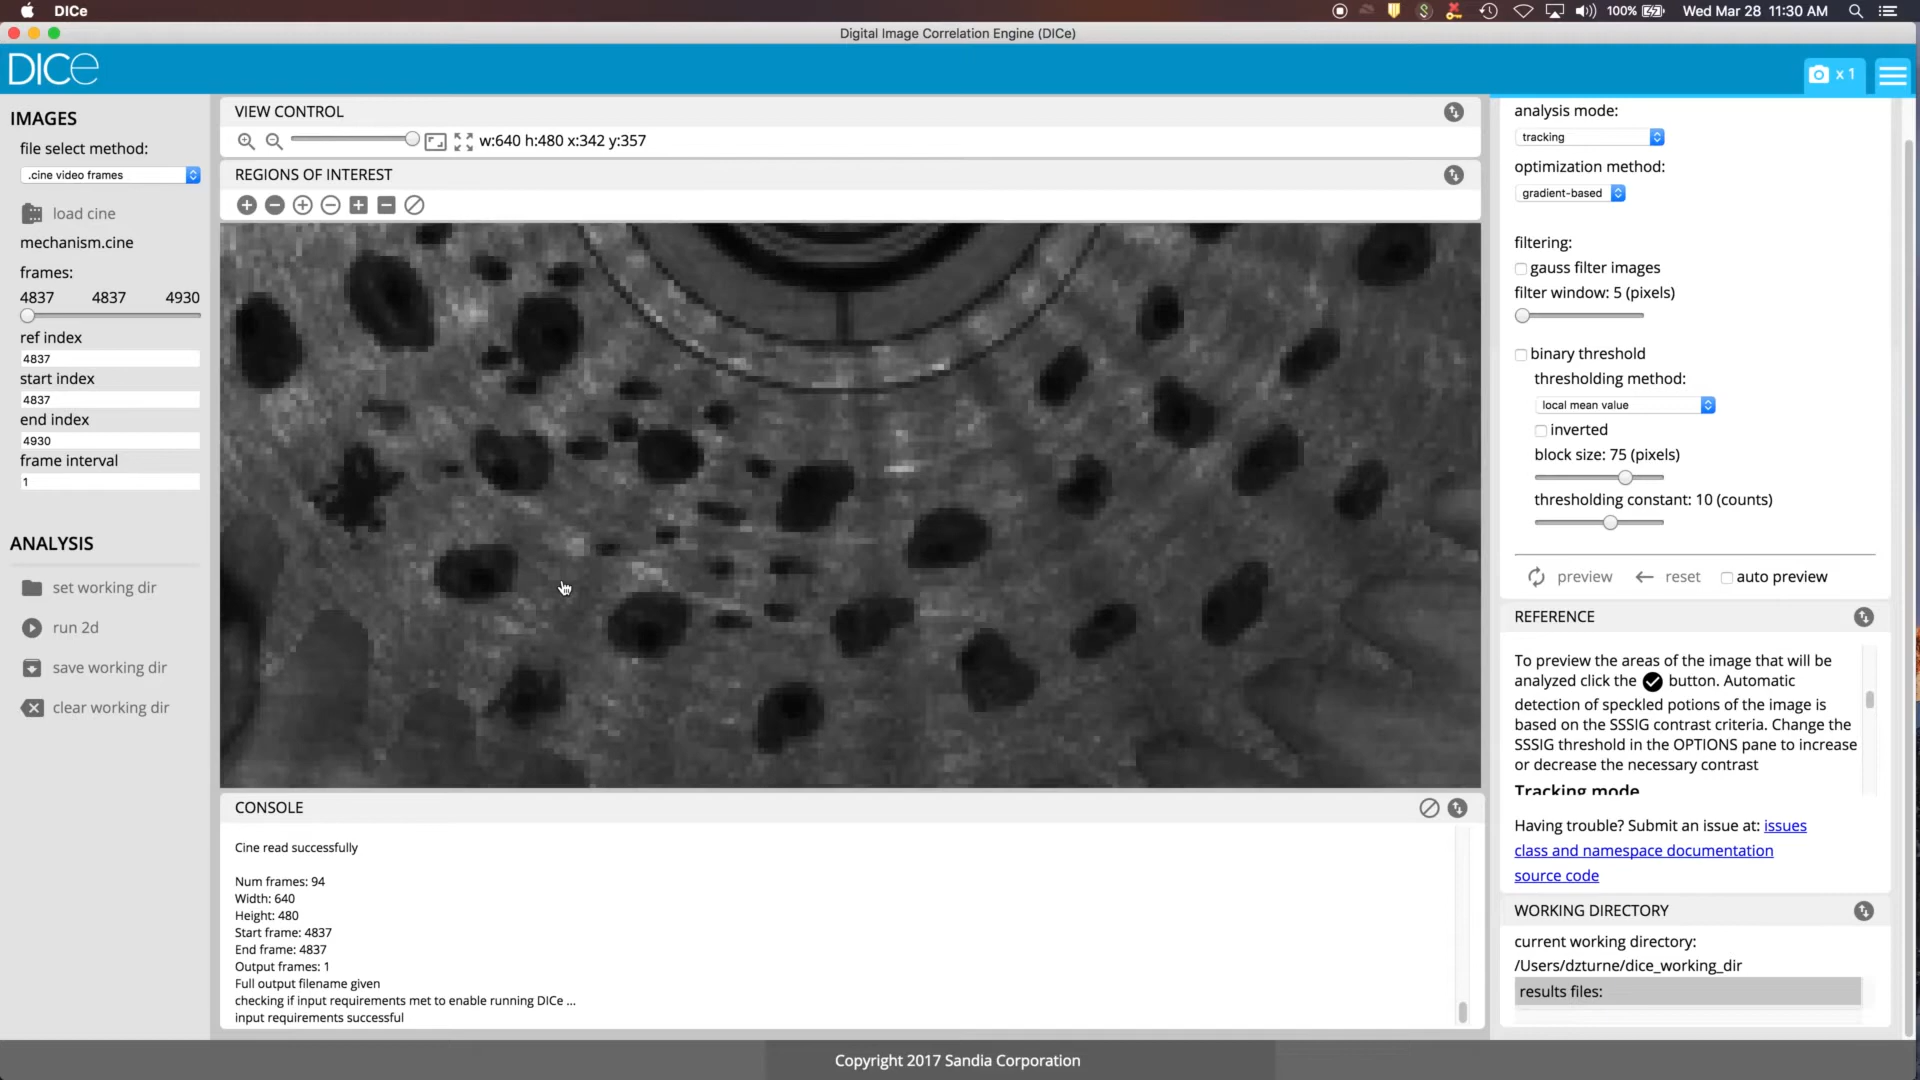 DICe
100%
Wed Mar 28 11:30 AM
Digital Image Correlation Engine (DICe)
DICe
x 1
IMAGES
file select method:
.cine video frames
load cine
mechanism.cine
frames:
4837 4837 4930
ref index
4837
start index
4837
end index
4930
frame interval
1
ANALYSIS
set working dir
run 2d
save working dir
clear working dir
VIEW CONTROL
w:640 h:480 x:342 y:357
REGIONS OF INTEREST
CONSOLE
Cine read successfully
Num frames: 94
Width: 640
Height: 480
Start frame: 4837
End frame: 4837
Output frames: 1
Full output filename given
checking if input requirements met to enable running DICe ...
input requirements successful
analysis mode:
tracking
optimization method:
gradient-based
filtering:
gauss filter images
filter window: 5 (pixels)
binary threshold
thresholding method:
local mean value
inverted
block size: 75 (pixels)
thresholding constant: 10 (counts)
preview reset auto preview
REFERENCE
To preview the areas of the image that will be
analyzed click the button. Automatic
detection of speckled potions of the image is
based on the SSSIG contrast criteria. Change the
SSSIG threshold in the OPTIONS pane to increase
or decrease the necessary contrast
Tracking mode
Having trouble? Submit an issue at: issues
class and namespace documentation
source code
WORKING DIRECTORY
current working directory:
/Users/dzturne/dice_working_dir
results files:
Copyright 2017 Sandia Corporation